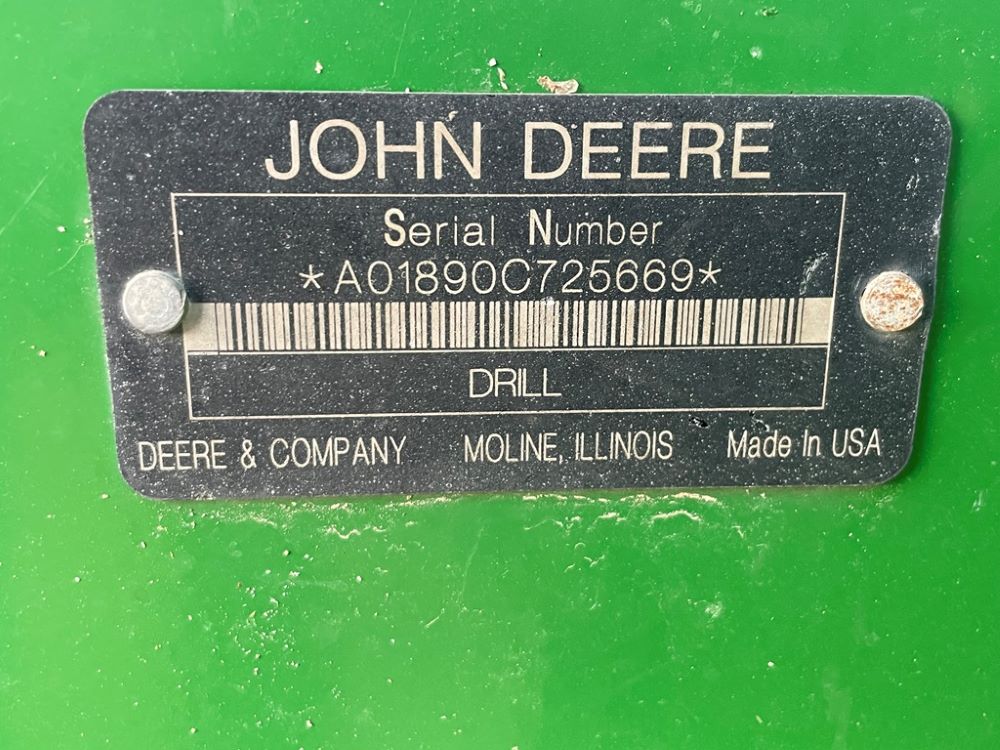 JOHN DEERE
Serial Number
*A01890C725669*
DRILL
DEERE & COMPANY MOLINE, ILLINOIS Made In USA